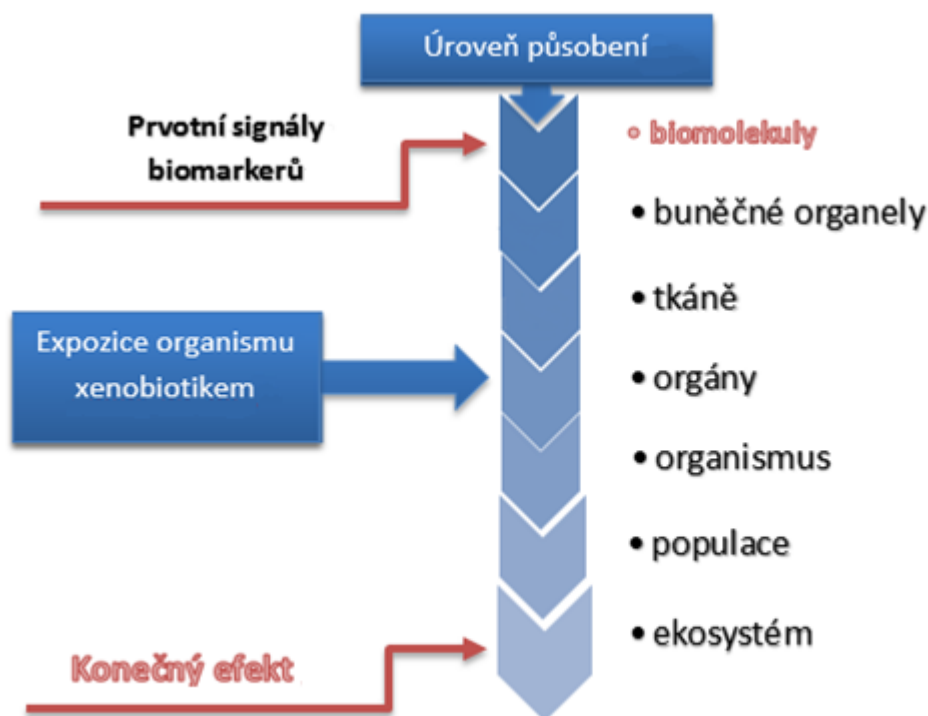 Úroveň působení
Prvotní signály
biomarkerů
• biomolekuly
• buněčné organely
• tkáně
Expozice organismu
xenobiotikem
• orgány
• organismus
• populace
• ekosystém
Konečný efekt